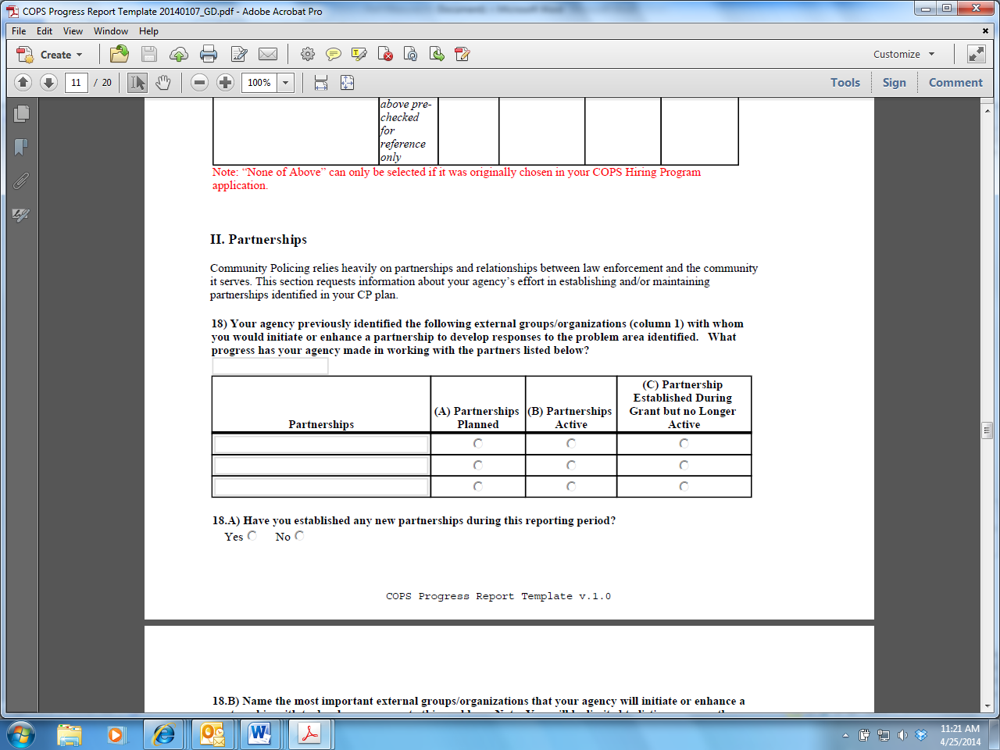 COPS Progress Report Template 20140107_GD.pdf - Adobe Acrobat Pro
File Edit View Window Help
Create
Customize
11 / 20
100%
Tools Sign Comment
above pre-
checked
for
reference
only
Note: “None of Above” can only be selected if it was originally chosen in your COPS Hiring Program
application.
II. Partnerships
Community Policing relies heavily on partnerships and relationships between law enforcement and the community
it serves. This section requests information about your agency’s effort in establishing and/or maintaining
partnerships identified in your CP plan.
18) Your agency previously identified the following external groups/organizations (column 1) with whom
you would initiate or enhance a partnership to develop responses to the problem area identified. What
progress has your agency made in working with the partners listed below?
Partnerships
(A) Partnerships
Planned
(B) Partnerships
Active
(C) Partnership
Established During
Grant but no Longer
Active
18.A) Have you established any new partnerships during this reporting period?
Yes No
COPS Progress Report Template v.1.0
18.B) Name the most important external groups/organizations that your agency will initiate or enhance a
11:21 AM
4/25/2014